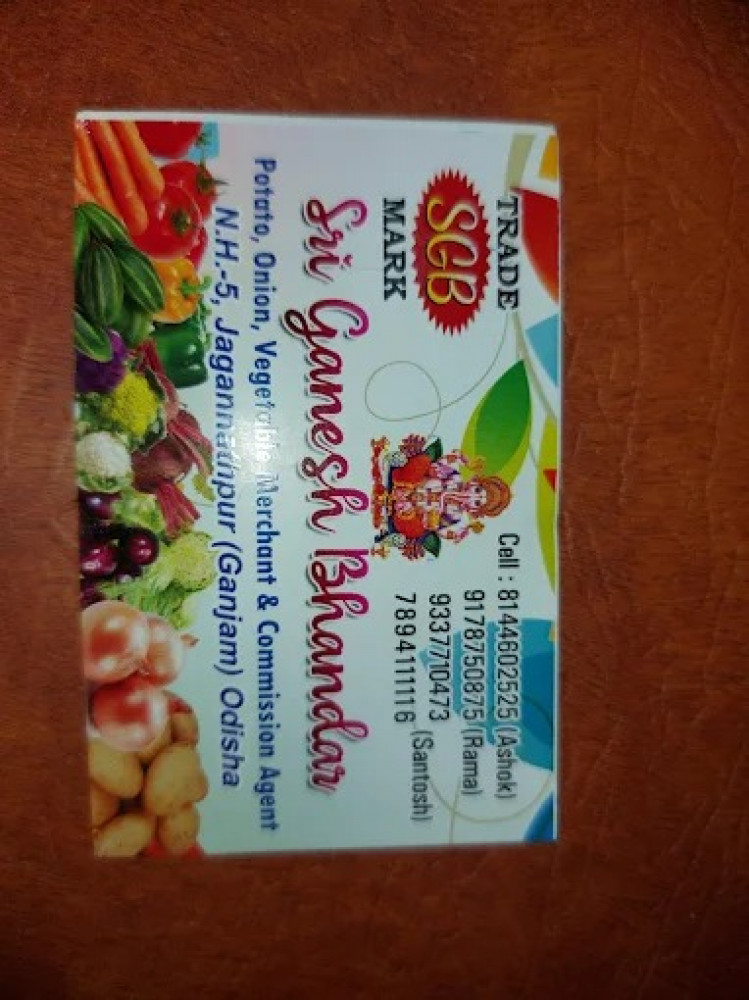 TRADE
SGB
MARK
Cell : 8144602525 (Ashok)
9178750875 (Rama)
9337710473
7894111116 (Santosh)
Sri Ganesh Bhandar
Potato, Onion, Vegetable Merchant & Commission Agent
N.H.-5, Jagannathpur (Ganjam) Odisha